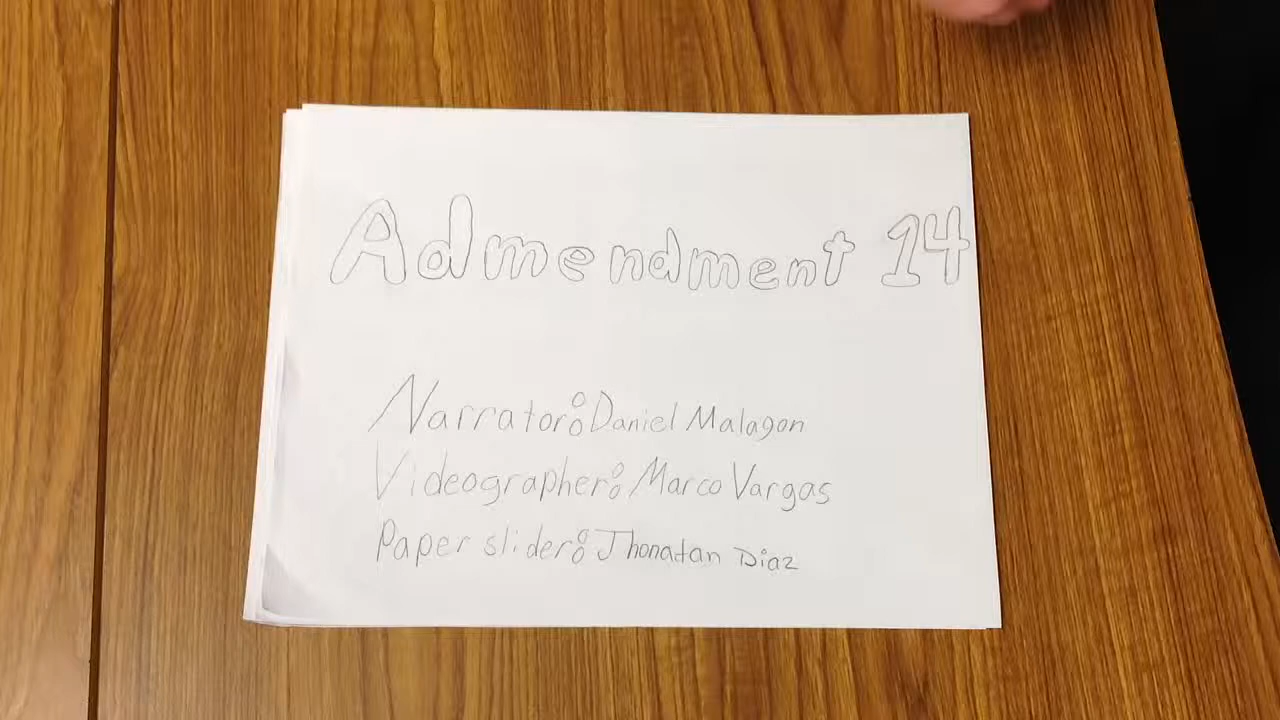 Admendment 14
Narrator: Daniel Malagon
Videographer: Marco Vargas
Paper slider: Jhonatan Diaz